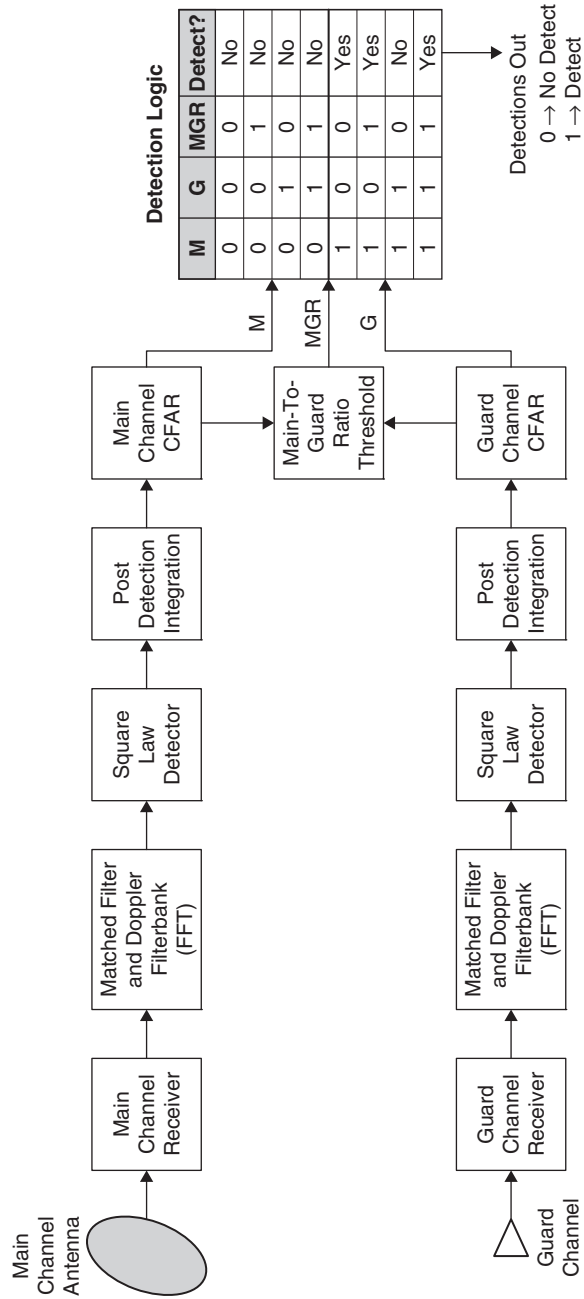 Main
Channel
Antenna
Main
Channel
Receiver
Matched Filter
and Doppler
Filterbank
(FFT)
Square
Law
Detector
Post
Detection
Integration
Main
Channel
CFAR
Guard
Channel
Guard
Channel
Receiver
Matched Filter
and Doppler
Filterbank
(FFT)
Square
Law
Detector
Post
Detection
Integration
Guard
Channel
CFAR
Main-To-
Guard
Ratio
Threshold
M
MGR
G
Detection Logic
M G MGR Detect?
0 0 0 No
0 0 1 No
0 1 0 No
0 1 1 No
1 0 0 Yes
1 0 1 Yes
1 1 0 No
1 1 1 Yes
Detections Out
0 → No Detect
1 → Detect